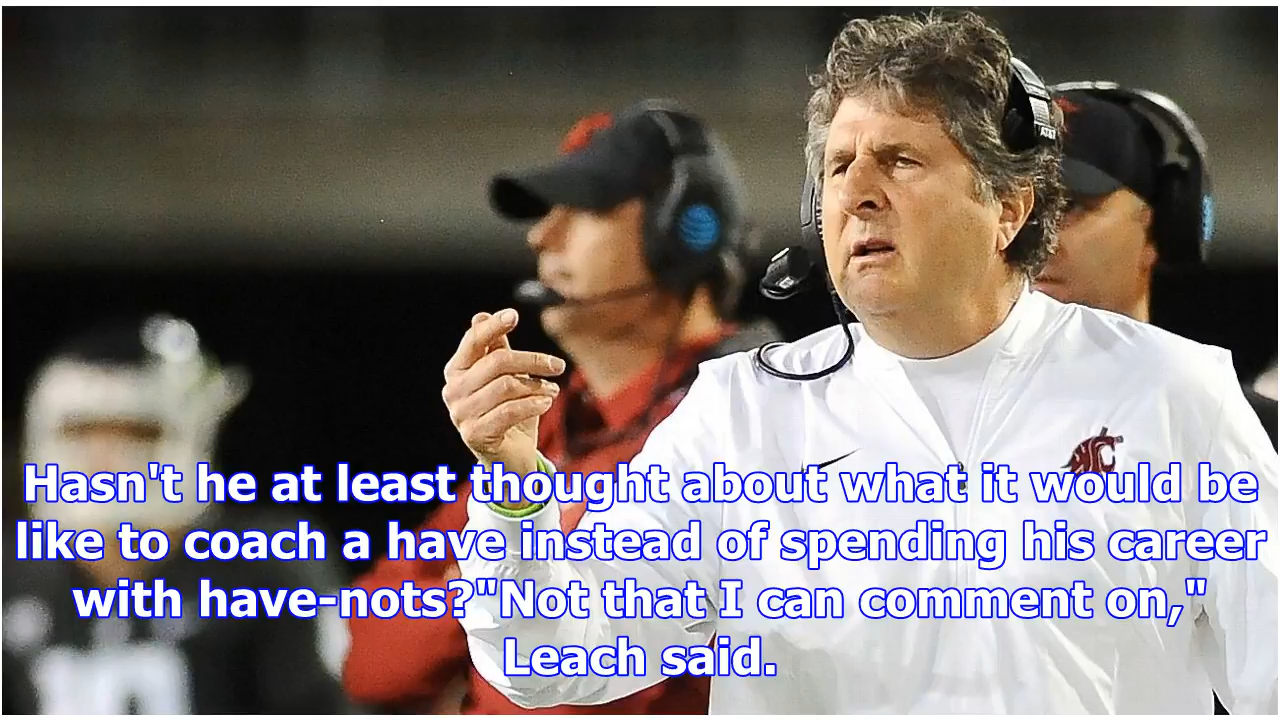 AT&T
Hasn't he at least thought about what it would be
like to coach a have instead of spending his career
with have-nots?"Not that I can comment on,"
Leach said.